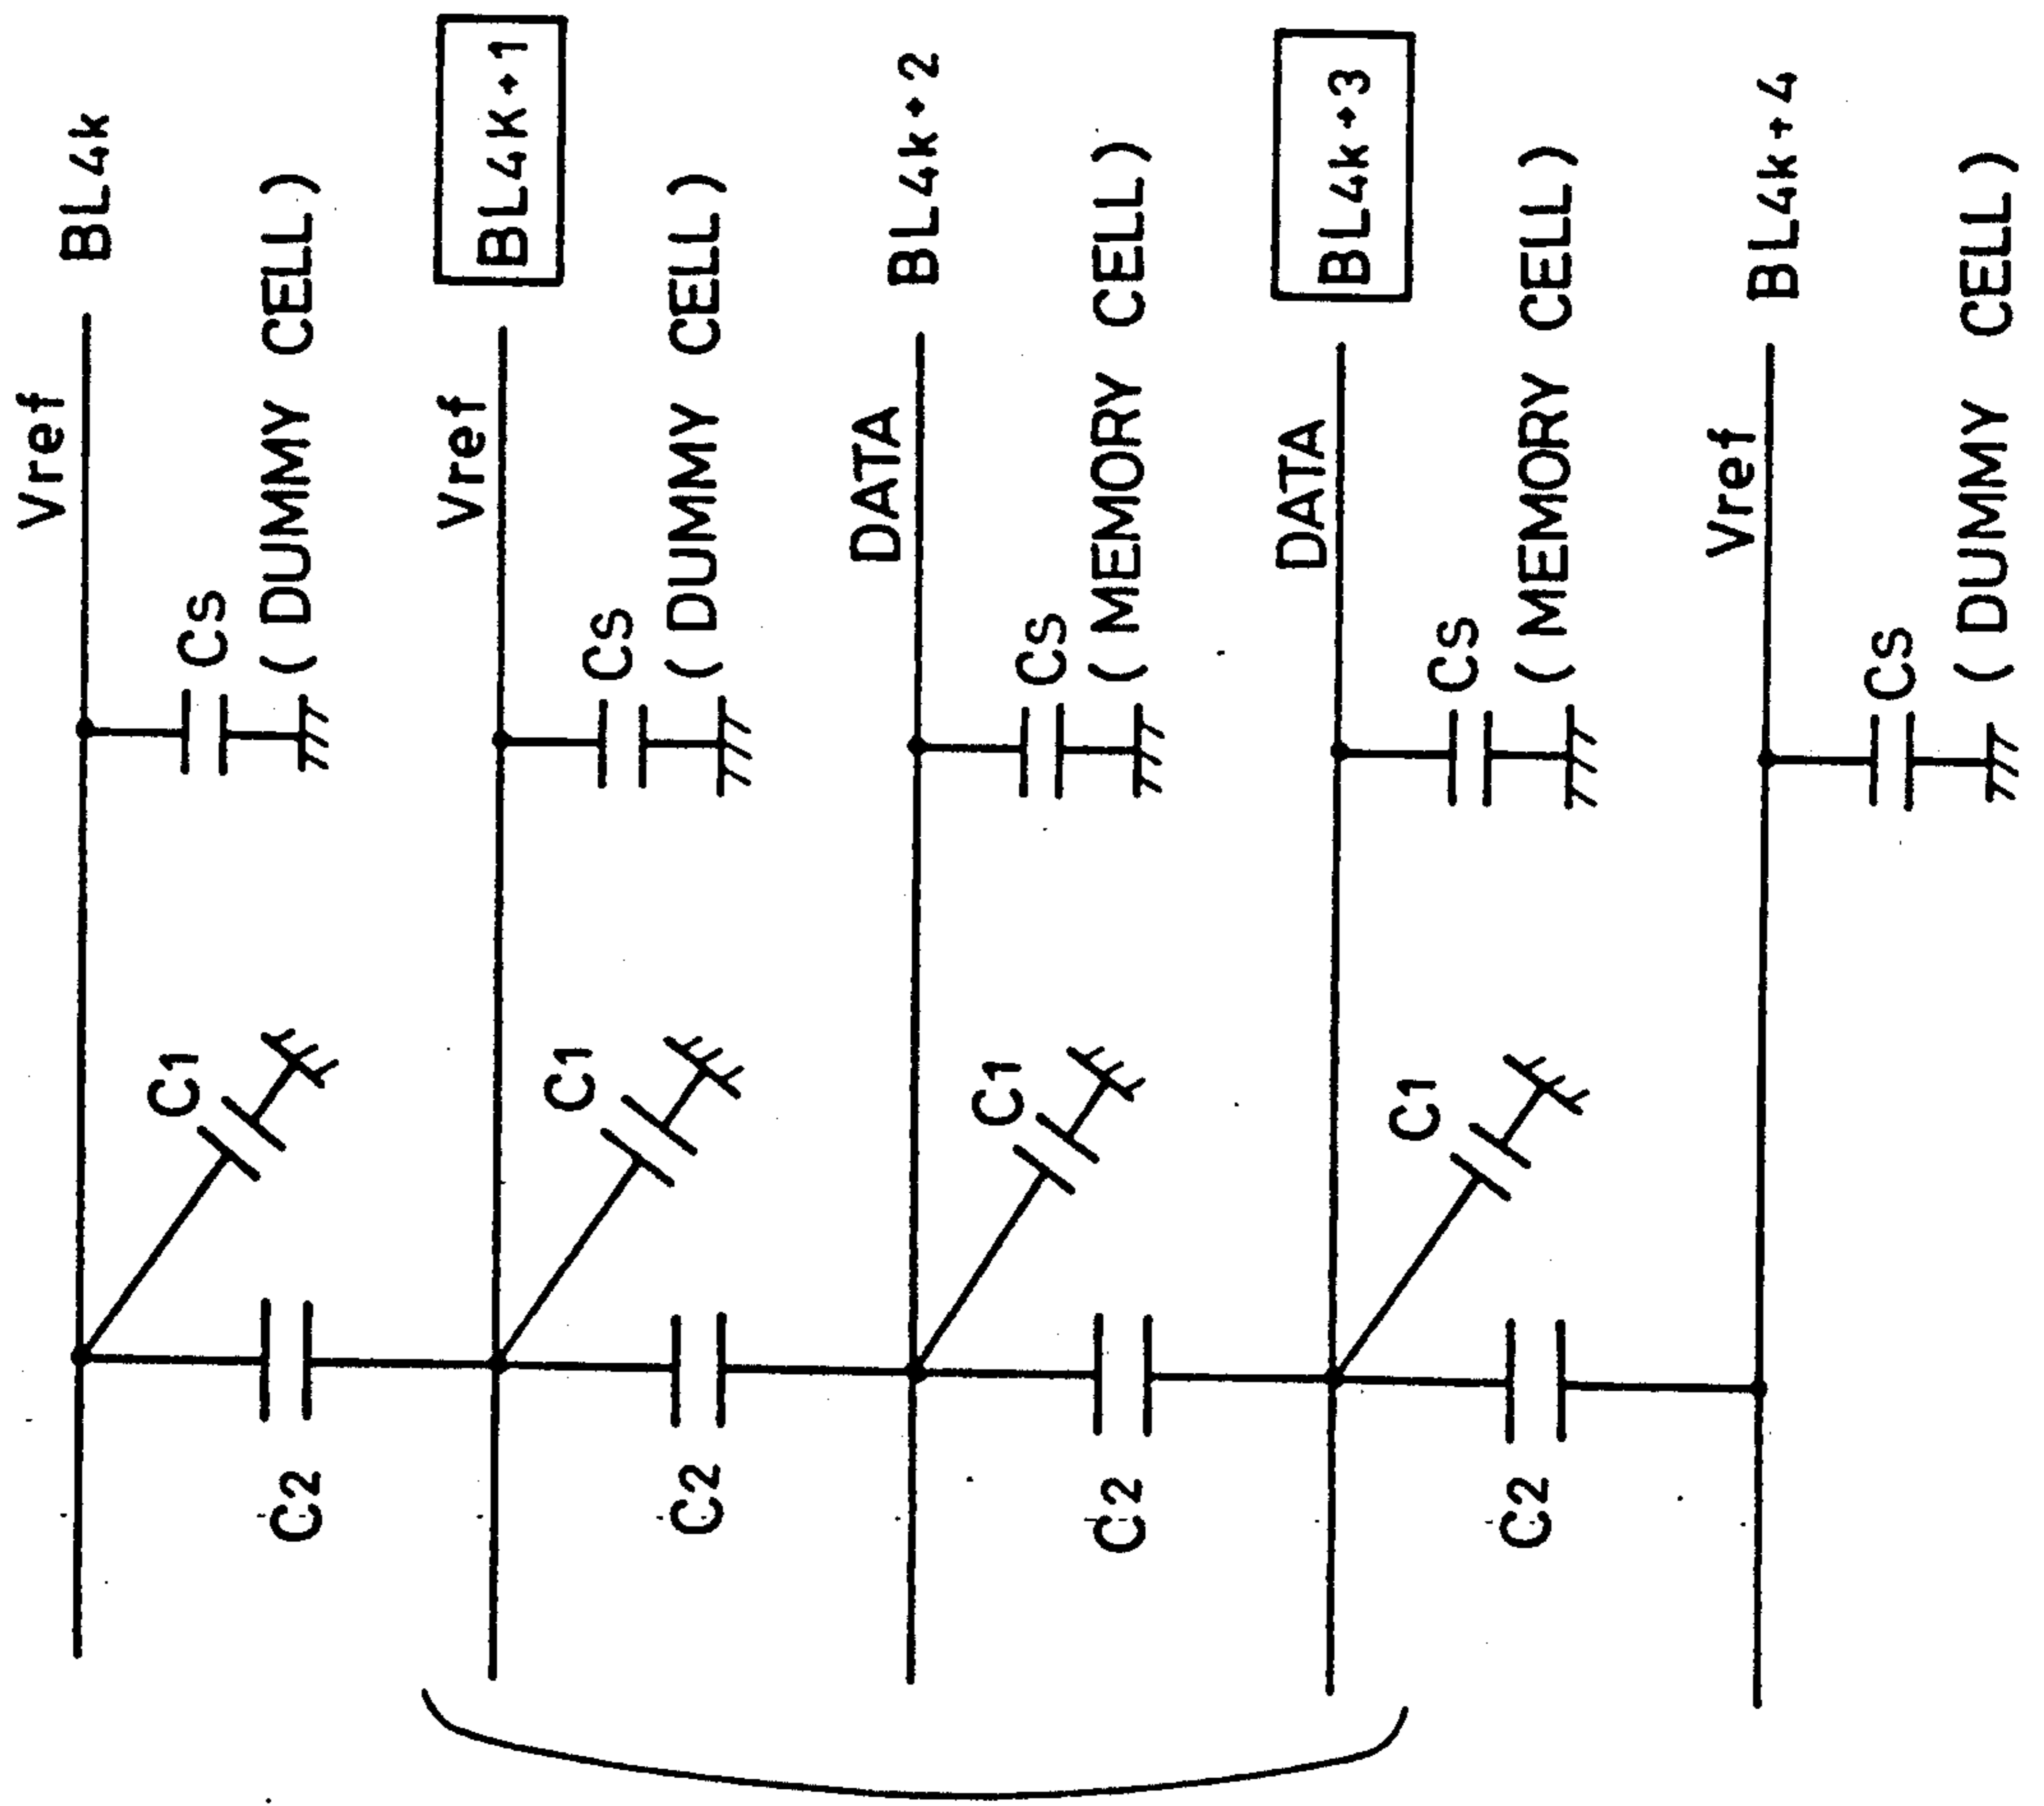 BL4k
Vref
Cs
(DUMMY CELL)
C1
C2
BL4K+1
Vref
Cs
(DUMMY CELL)
C1
C2
BL4k+2
DATA
Cs
(MEMORY CELL)
C1
C2
BL4k+3
DATA
Cs
(MEMORY CELL)
C1
C2
BL4k+4
Vref
Cs
(DUMMY CELL)